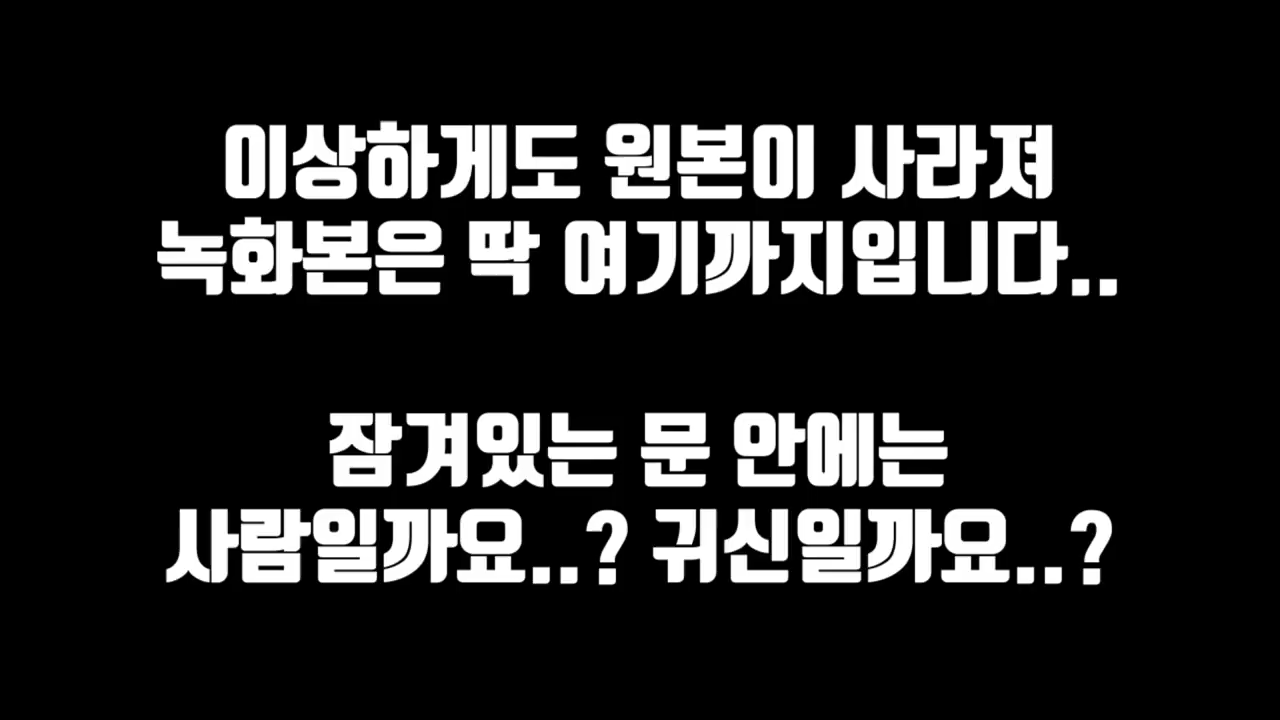 이상하게도 원본이 사라져
녹화본은 딱 여기까지입니다..
잠겨있는 문 안에는
사람일까요..? 귀신일까요..?